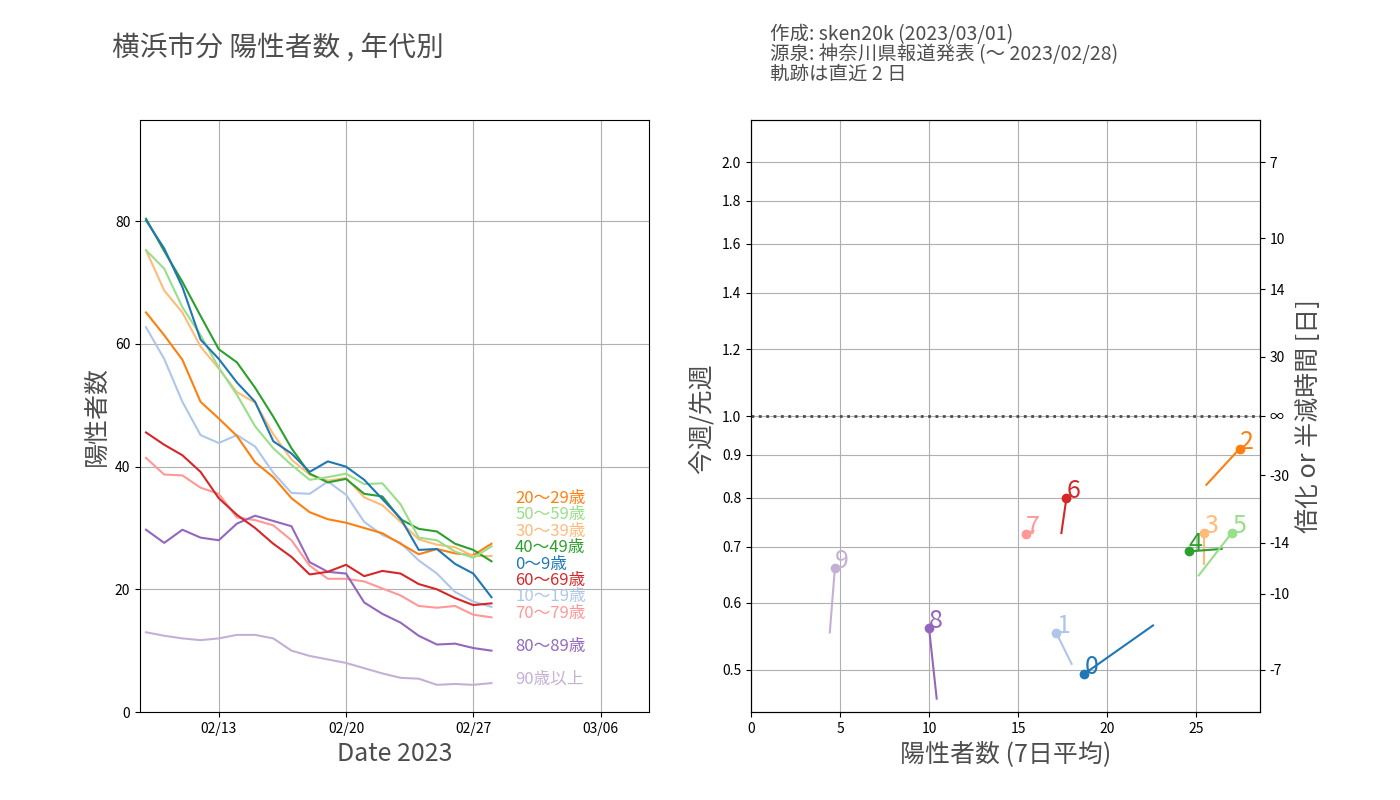 横浜市分 陽性者数 , 年代別
作成: sken20k (2023/03/01)
源泉: 神奈川県報道発表 (〜 2023/02/28)
軌跡は直近 2 日
陽性者数
80
60
40
20
0
02/13
02/20
02/27
03/06
Date 2023
20〜29歳
50〜59歳
30〜39歳
40〜49歳
0〜9歳
60〜69歳
10〜19歳
70〜79歳
80〜89歳
90歳以上
今週/先週
2.0
1.8
1.6
1.4
1.2
1.0
0.9
0.8
0.7
0.6
0.5
0
5
10
15
20
25
陽性者数 (7日平均)
2
6
7
3
5
4
9
8
1
0
7
10
14
30
∞
-30
-14
-10
-7
倍化 or 半減時間 [日]